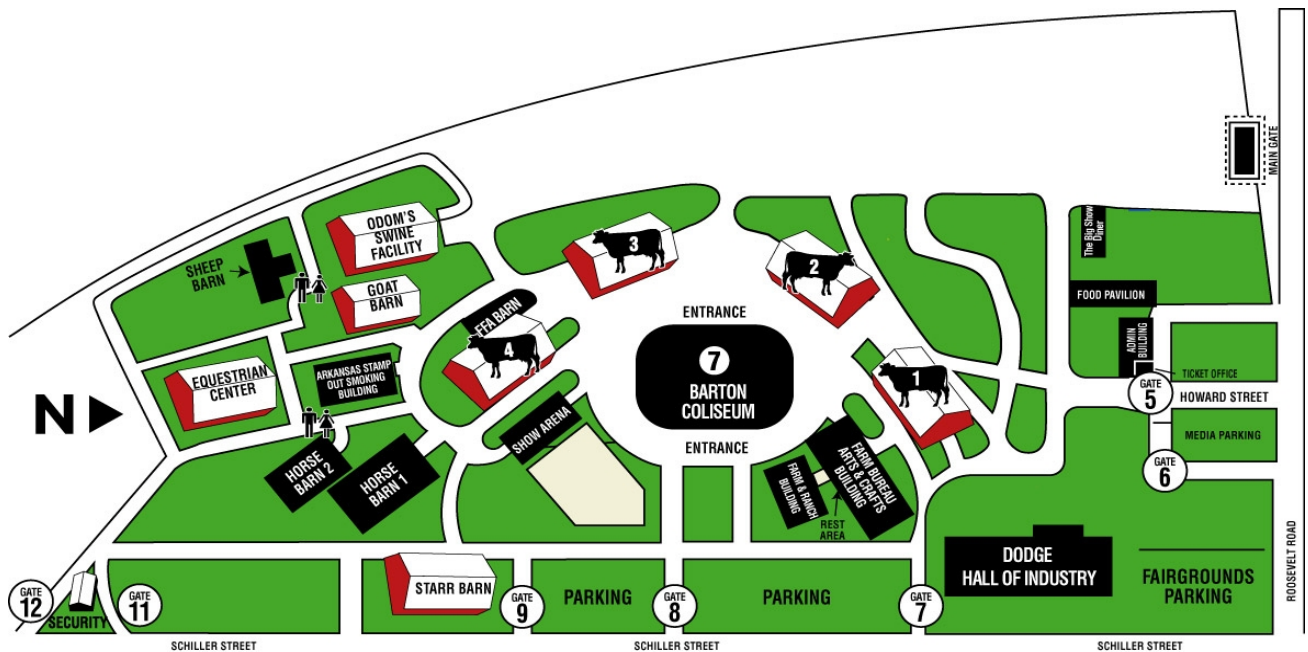 MAIN GATE
ODOM'S
SWINE
FACILITY
3
2
The Big Show
Diner
SHEEP
BARN
GOAT
BARN
FOOD PAVILION
FFA BARN
ENTRANCE
ADMIN
BUILDING
4
7
BARTON
COLISEUM
1
TICKET OFFICE
EQUESTRIAN
CENTER
ARKANSAS STAMP
OUT SMOKING
BUILDING
GATE
5
HOWARD STREET
N
SHOW ARENA
ENTRANCE
MEDIA PARKING
HORSE
BARN 2
HORSE
BARN 1
FARM & RANCH
BUILDING
FARM BUREAU
ARTS & CRAFTS
BUILDING
GATE
6
REST
AREA
DODGE
HALL OF INDUSTRY
FAIRGROUNDS
PARKING
ROOSEVELT ROAD
GATE
12
SECURITY
GATE
11
STARR BARN
GATE
9
PARKING
GATE
8
PARKING
GATE
7
SCHILLER STREET
SCHILLER STREET
SCHILLER STREET